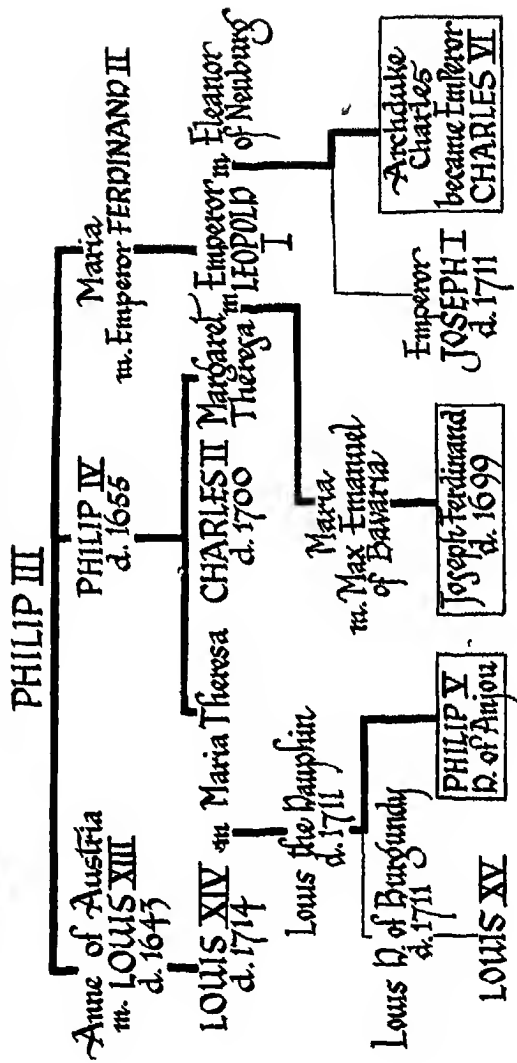 PHILIP III
Anne of Austria
m. LOUIS XIII
d. 1643
PHILIP IV
d. 1655
Maria
m. Emperor FERDINAND II
LOUIS XIV
d. 1714
m Maria Theresa
CHARLES II
d. 1700
Margaret
Theresa
m Emperor
LEOPOLD
I
m Eleanor
of Neuburg
Louis the Dauphin
d. 1711
Maria
m. Max Emanuel
of Bavaria
Louis D. of Burgundy
d. 1711
LOUIS XV
PHILIP V
D. of Anjou
Joseph Ferdinand
d. 1699
Emperor
JOSEPH I
d. 1711
Archduke
Charles
became Emperor
CHARLES VI